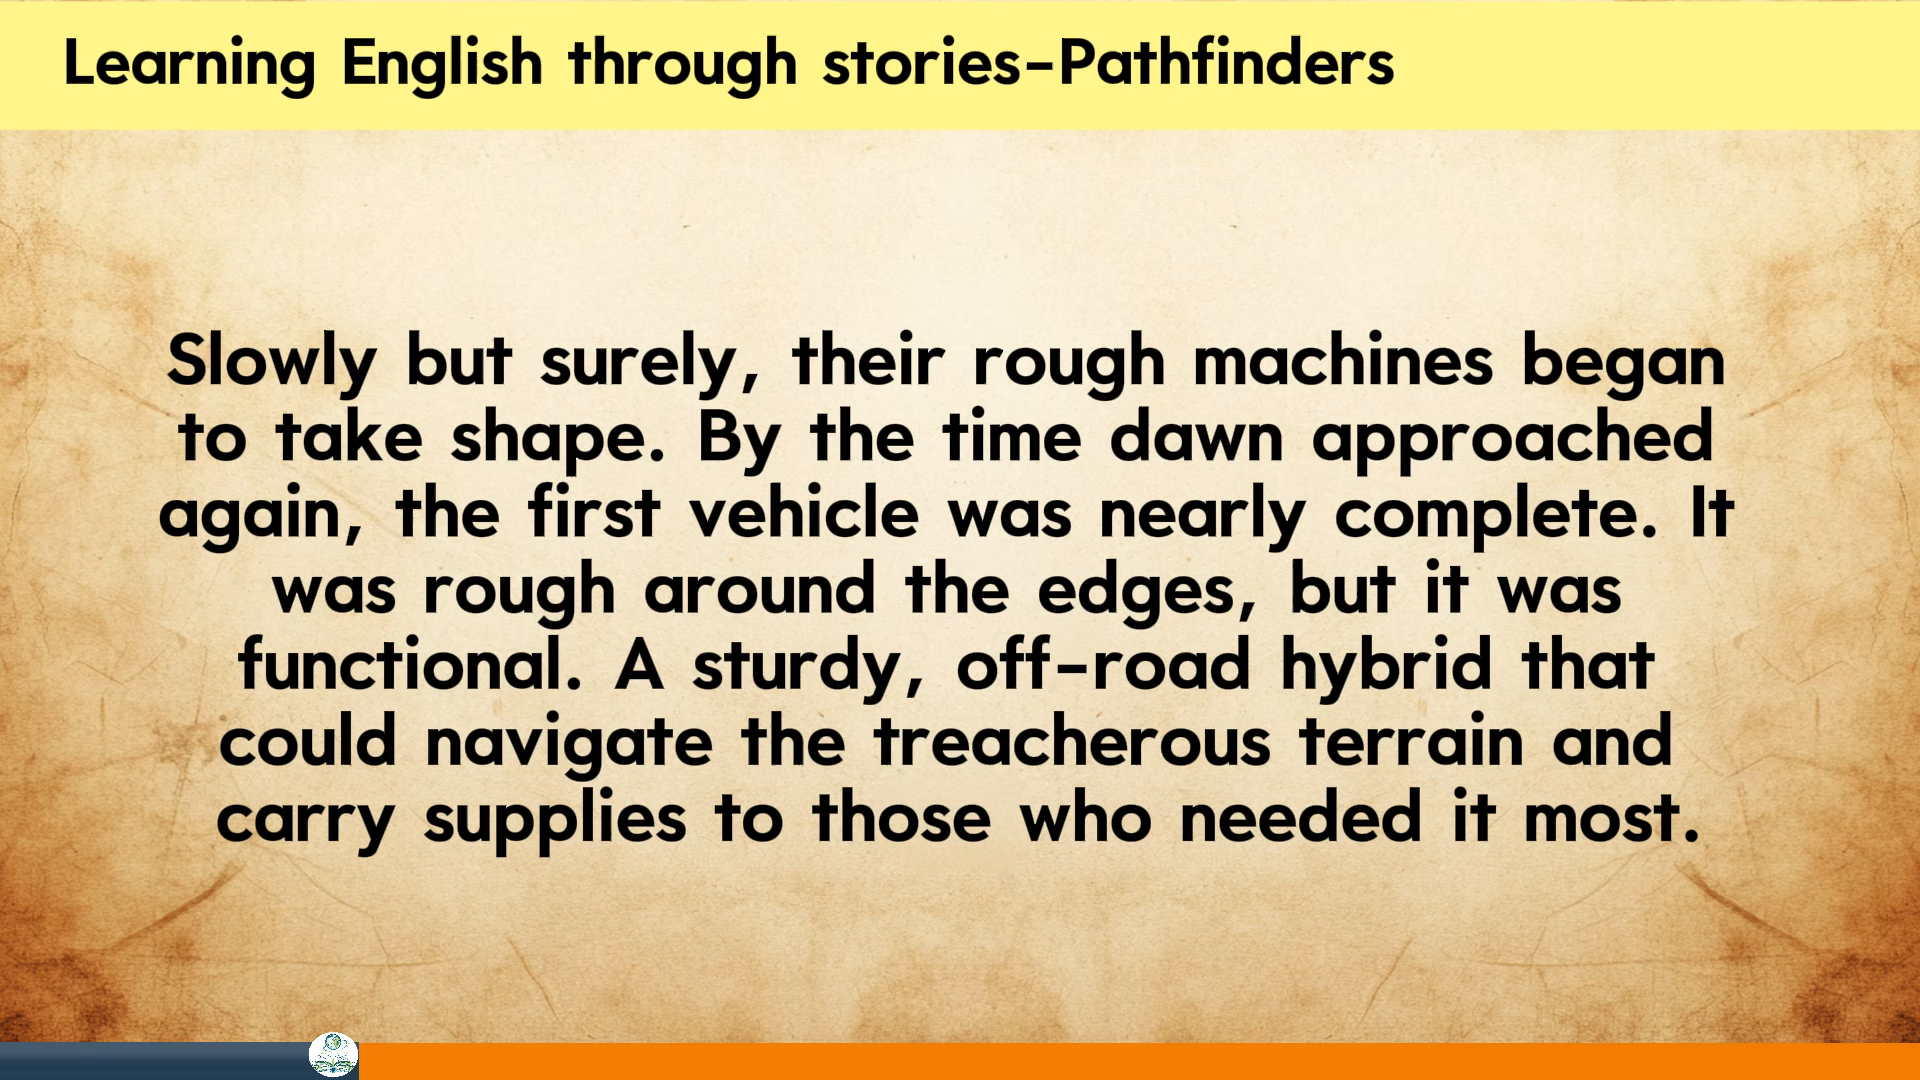 Learning English through stories-Pathfinders
Slowly but surely, their rough machines began
to take shape. By the time dawn approached
again, the first vehicle was nearly complete. It
was rough around the edges, but it was
functional. A sturdy, off-road hybrid that
could navigate the treacherous terrain and
carry supplies to those who needed it most.